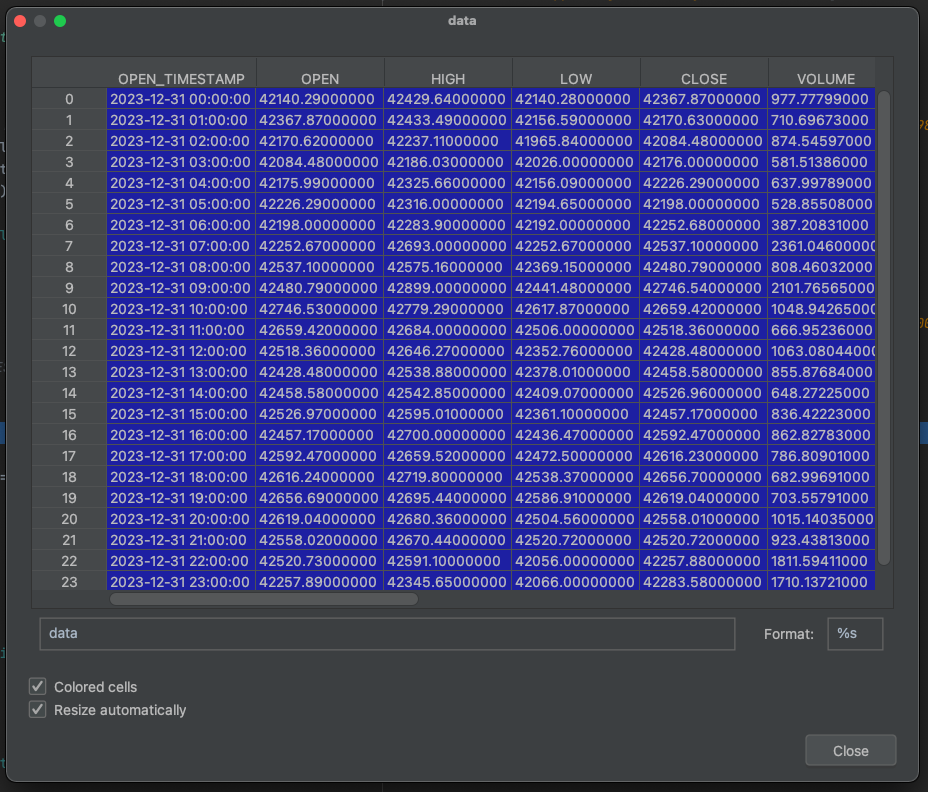 data
OPEN_TIMESTAMP OPEN HIGH LOW CLOSE VOLUME
0 2023-12-31 00:00:00 42140.29000000 42429.64000000 42140.28000000 42367.87000000 977.77799000
1 2023-12-31 01:00:00 42367.87000000 42433.49000000 42156.59000000 42170.63000000 710.69673000
2 2023-12-31 02:00:00 42170.62000000 42237.11000000 41965.84000000 42084.48000000 874.54597000
3 2023-12-31 03:00:00 42084.48000000 42186.03000000 42026.00000000 42176.00000000 581.51386000
4 2023-12-31 04:00:00 42175.99000000 42325.66000000 42156.09000000 42226.29000000 637.99789000
5 2023-12-31 05:00:00 42226.29000000 42316.00000000 42194.65000000 42198.00000000 528.85508000
6 2023-12-31 06:00:00 42198.00000000 42283.90000000 42192.00000000 42252.68000000 387.20831000
7 2023-12-31 07:00:00 42252.67000000 42693.00000000 42252.67000000 42537.10000000 2361.04600000
8 2023-12-31 08:00:00 42537.10000000 42575.16000000 42369.15000000 42480.79000000 808.46032000
9 2023-12-31 09:00:00 42480.79000000 42899.00000000 42441.48000000 42746.54000000 2101.76565000
10 2023-12-31 10:00:00 42746.53000000 42779.29000000 42617.87000000 42659.42000000 1048.94265000
11 2023-12-31 11:00:00 42659.42000000 42684.00000000 42506.00000000 42518.36000000 666.95236000
12 2023-12-31 12:00:00 42518.36000000 42646.27000000 42352.76000000 42428.48000000 1063.08044000
13 2023-12-31 13:00:00 42428.48000000 42538.88000000 42378.01000000 42458.58000000 855.87684000
14 2023-12-31 14:00:00 42458.58000000 42542.85000000 42409.07000000 42526.96000000 648.27225000
15 2023-12-31 15:00:00 42526.97000000 42595.01000000 42361.10000000 42457.17000000 836.42223000
16 2023-12-31 16:00:00 42457.17000000 42700.00000000 42436.47000000 42592.47000000 862.82783000
17 2023-12-31 17:00:00 42592.47000000 42659.52000000 42472.50000000 42616.23000000 786.80901000
18 2023-12-31 18:00:00 42616.24000000 42719.80000000 42538.37000000 42656.70000000 682.99691000
19 2023-12-31 19:00:00 42656.69000000 42695.44000000 42586.91000000 42619.04000000 703.55791000
20 2023-12-31 20:00:00 42619.04000000 42680.36000000 42504.56000000 42558.01000000 1015.14035000
21 2023-12-31 21:00:00 42558.02000000 42670.44000000 42520.72000000 42520.72000000 923.43813000
22 2023-12-31 22:00:00 42520.73000000 42591.10000000 42056.00000000 42257.88000000 1811.59411000
23 2023-12-31 23:00:00 42257.89000000 42345.65000000 42066.00000000 42283.58000000 1710.13721000
data Format: %s
Colored cells
Resize automatically
Close